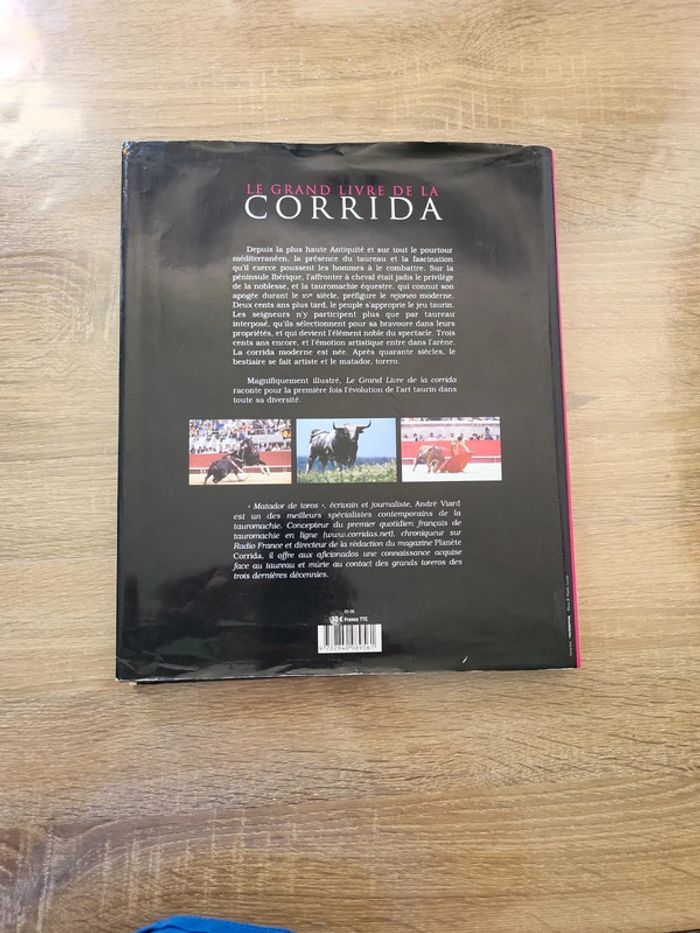 LE GRAND LIVRE DE LA
CORRIDA
Depuis la plus haute Antiquité et sur tout le pourtour
méditerranéen, la présence du taureau et la fascination
qu'il exerce poussent les hommes à le combattre. Sur la
péninsule Ibérique, l'affronter à cheval était jadis le privilège
de la noblesse, et la tauromachie équestre, qui connut son
apogée durant le XVIe siècle, préfigure le rejoneo moderne.
Deux cents ans plus tard, le peuple s'approprie le jeu taurin.
Les seigneurs n'y participent plus que par taureau
interposé, qu'ils sélectionnent pour sa bravoure dans leurs
propriétés, et qui devient l'élément noble du spectacle. Trois
cents ans encore, et l'émotion artistique entre dans l'arène.
La corrida moderne est née. Après quarante siècles, le
bestiaire se fait artiste et le matador, torero.
Magnifiquement illustré, Le Grand Livre de la corrida
raconte pour la première fois l'évolution de l'art taurin dans
toute sa diversité.
« Matador de toros », écrivain et journaliste, André Viard
est un des meilleurs spécialistes contemporains de la
tauromachie. Concepteur du premier quotidien français de
tauromachie en ligne (www.corridas.net), chroniqueur sur
Radio France et directeur de la rédaction du magazine Planète
Corrida, il offre aux aficionados une connaissance acquise
face au taureau et mûrie au contact des grands toreros des
trois dernières décennies.
30 € France TTC
9782840989561